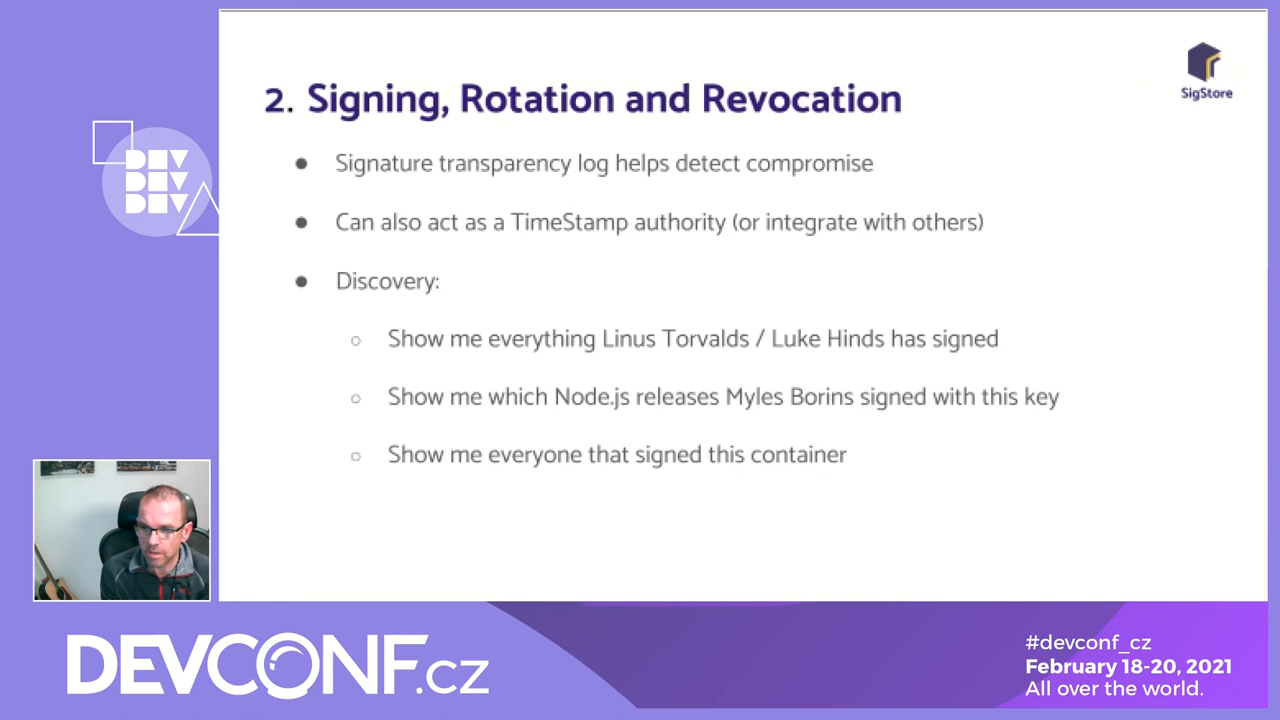 2. Signing, Rotation and Revocation
SigStore
● Signature transparency log helps detect compromise
● Can also act as a TimeStamp authority (or integrate with others)
● Discovery:
○ Show me everything Linus Torvalds / Luke Hinds has signed
○ Show me which Node.js releases Myles Borins signed with this key
○ Show me everyone that signed this container
DEV
DEV
DEV
DEVCONF.CZ
#devconf_cz
February 18-20, 2021
All over the world.